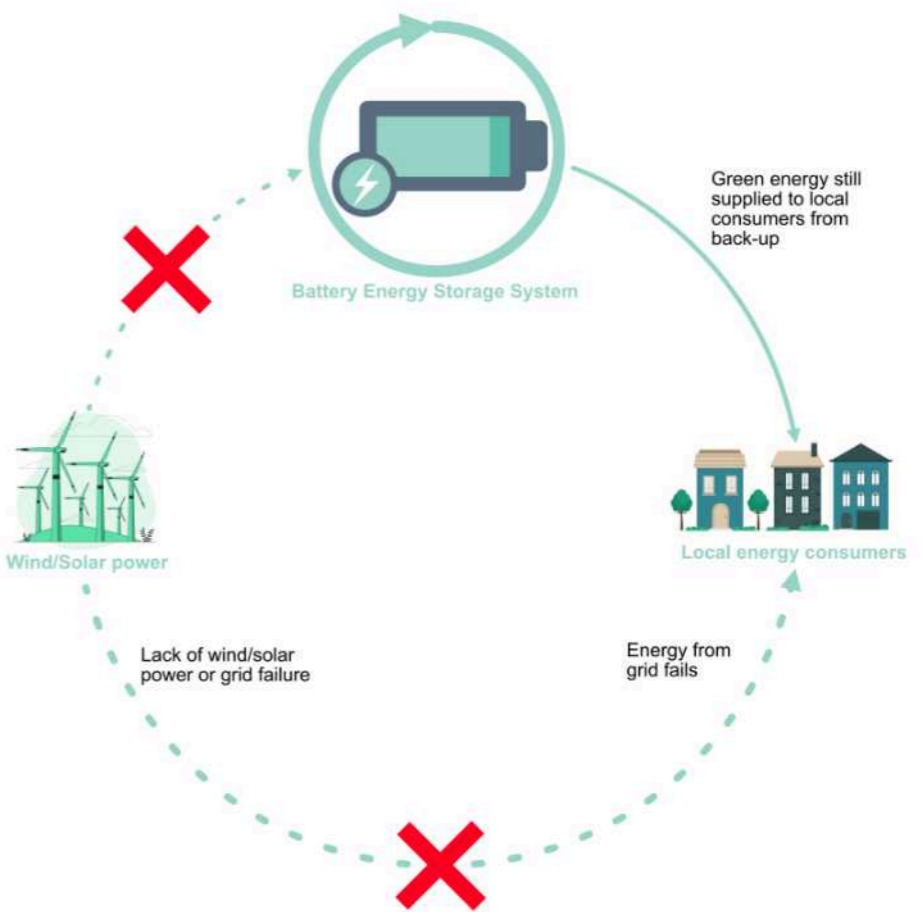 Green energy still
supplied to local
consumers from
back-up
Battery Energy Storage System
Wind/Solar power
Local energy consumers
Lack of wind/solar
power or grid failure
Energy from
grid fails